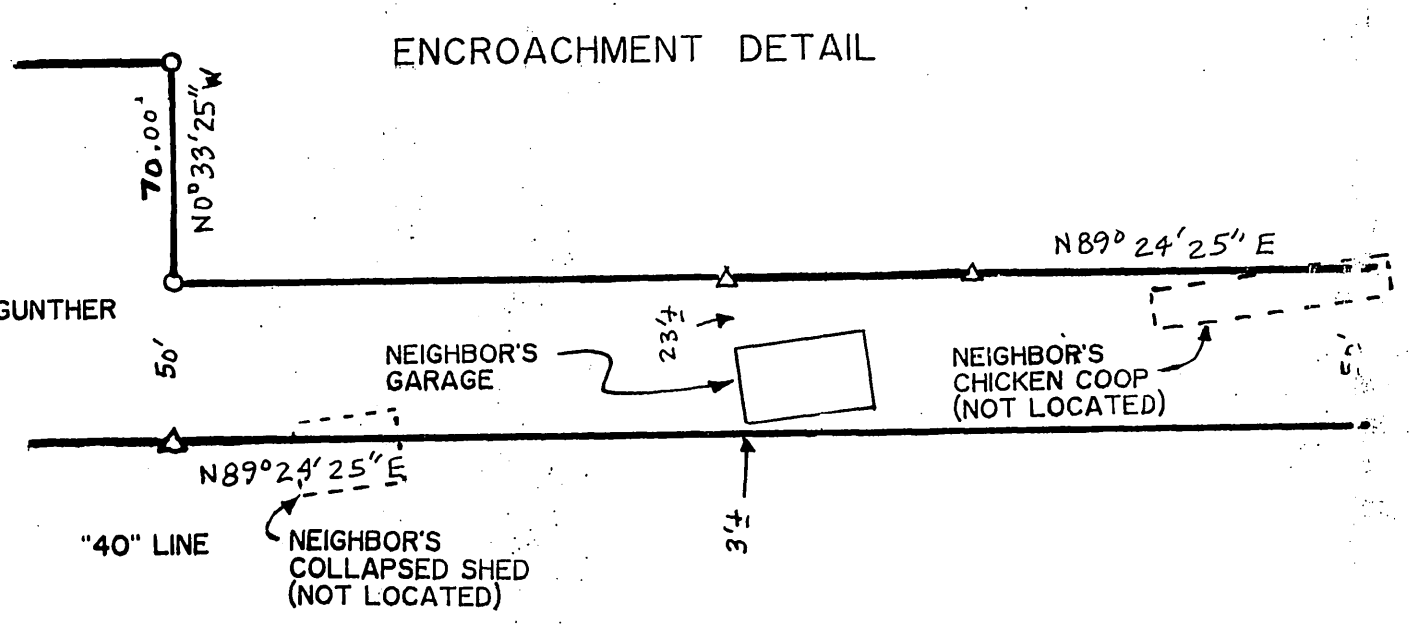 ENCROACHMENT DETAIL
70.00'
N0°33'25"W
N89°24'25"E
GUNTHER
50'
23'±
NEIGHBOR'S
GARAGE
NEIGHBOR'S
CHICKEN COOP
(NOT LOCATED)
N89°24'25"E
3'±
"40" LINE
NEIGHBOR'S
COLLAPSED SHED
(NOT LOCATED)